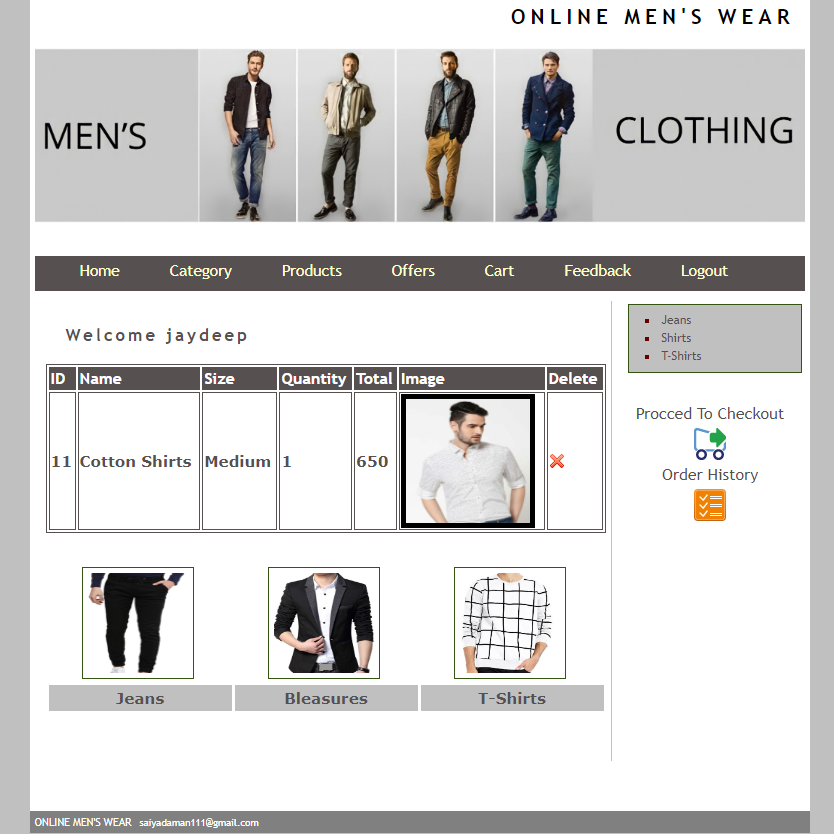 ONLINE MEN'S WEAR
MEN'S
CLOTHING
Home Category Products Offers Cart Feedback Logout
Welcome jaydeep
ID Name Size Quantity Total Image Delete
11 Cotton Shirts Medium 1 650
Jeans
Shirts
T-Shirts
Procced To Checkout
Order History
Jeans Bleasures T-Shirts
ONLINE MEN'S WEAR saiyadaman111@gmail.com